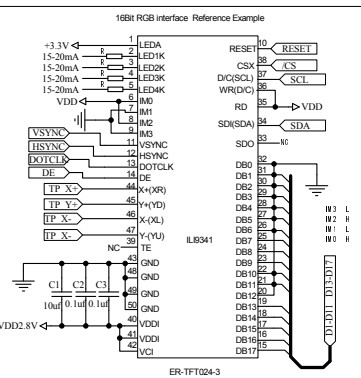 16Bit RGB interface Reference Example
+3.3V 1 LEDA
15-20mA R 2 LED1K
15-20mA R 3 LED2K
15-20mA R 4 LED3K
15-20mA R 5 LED4K
VDD 6 IM0
7 IM1
8 IM2
9 IM3
VSYNC 11 VSYNC
HSYNC 12 HSYNC
DOTCLK 13 DOTCLK
DE 14 DE
TP X+ 44 X+(XR)
TP Y+ 45 Y+(YD)
TP X- 46 X-(XL)
TP X- 47 Y-(YU)
NC 39 TE
43 GND
48 GND
49 GND
50 GND
C1 C2 C3
10uf 0.1uf 0.1uf
VDD2.8V 40 VDDI
41 VDDI
42 VCI
ILI9341
RESET 10 RESET
CSX 38 /CS
D/C(SCL) 37 SCL
WR(D/C) 36
RD 35 VDD
SDI(SDA) 34 SDA
SDO 33 NC
DB0 32
DB1 31
DB2 30
DB3 29
DB4 28
DB5 27
DB6 26
DB7 25
DB8 24
DB9 23
DB10 22
DB11 21
DB12 20
DB13 19
DB14 18
DB15 17
DB16 16
DB17 15
IM3 L
IM2 H
IM1 L
IM0 H
D1-D11 D13-D17
ER-TFT024-3